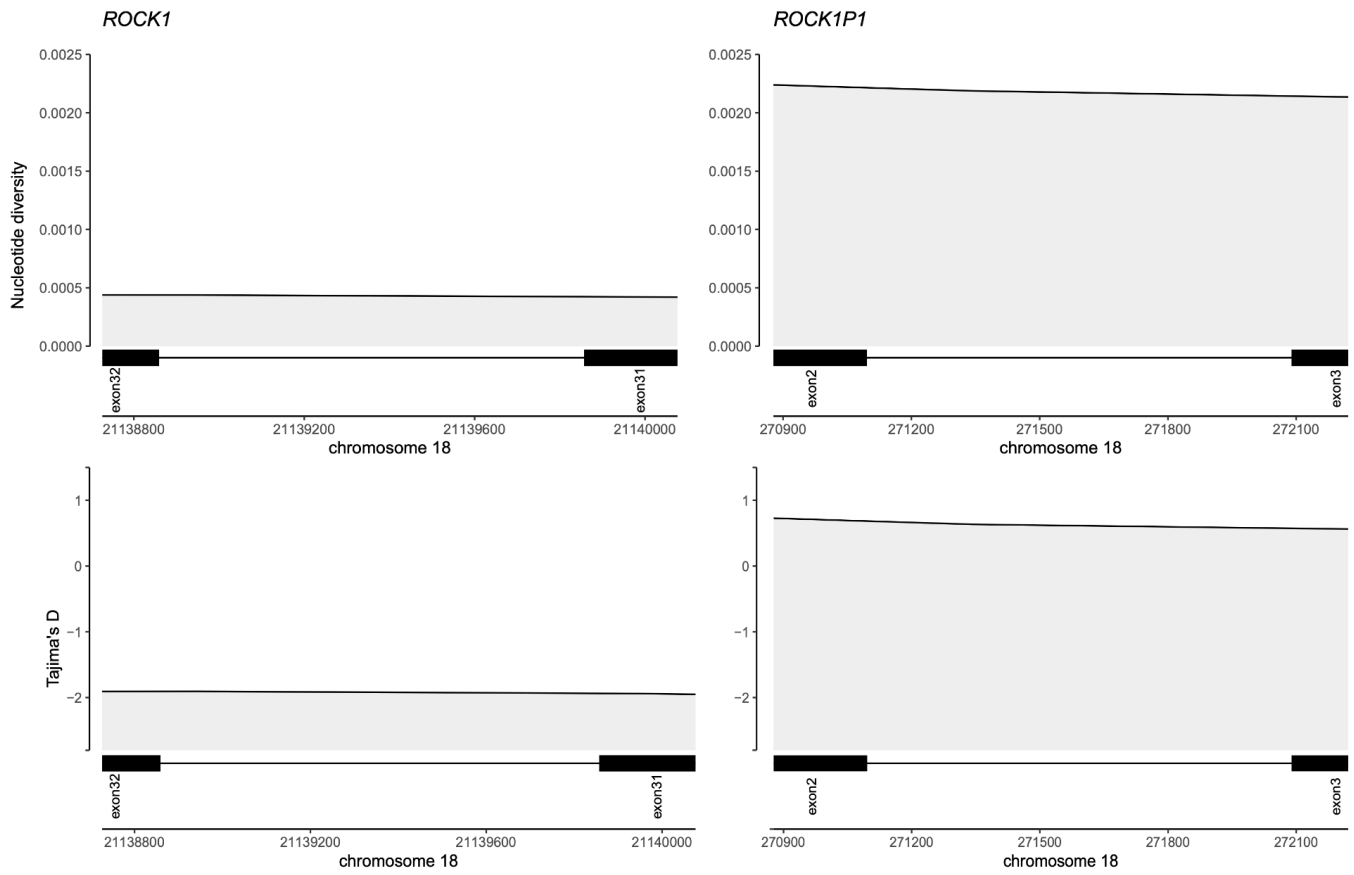 ROCK1
ROCK1P1
Nucleotide diversity
0.0025
0.0020
0.0015
0.0010
0.0005
0.0000
exon32
exon31
21138800 21139200 21139600 21140000
chromosome 18
0.0025
0.0020
0.0015
0.0010
0.0005
0.0000
exon2
exon3
270900 271200 271500 271800 272100
chromosome 18
Tajima's D
1
0
−1
−2
exon32
exon31
21138800 21139200 21139600 21140000
chromosome 18
1
0
−1
−2
exon2
exon3
270900 271200 271500 271800 272100
chromosome 18